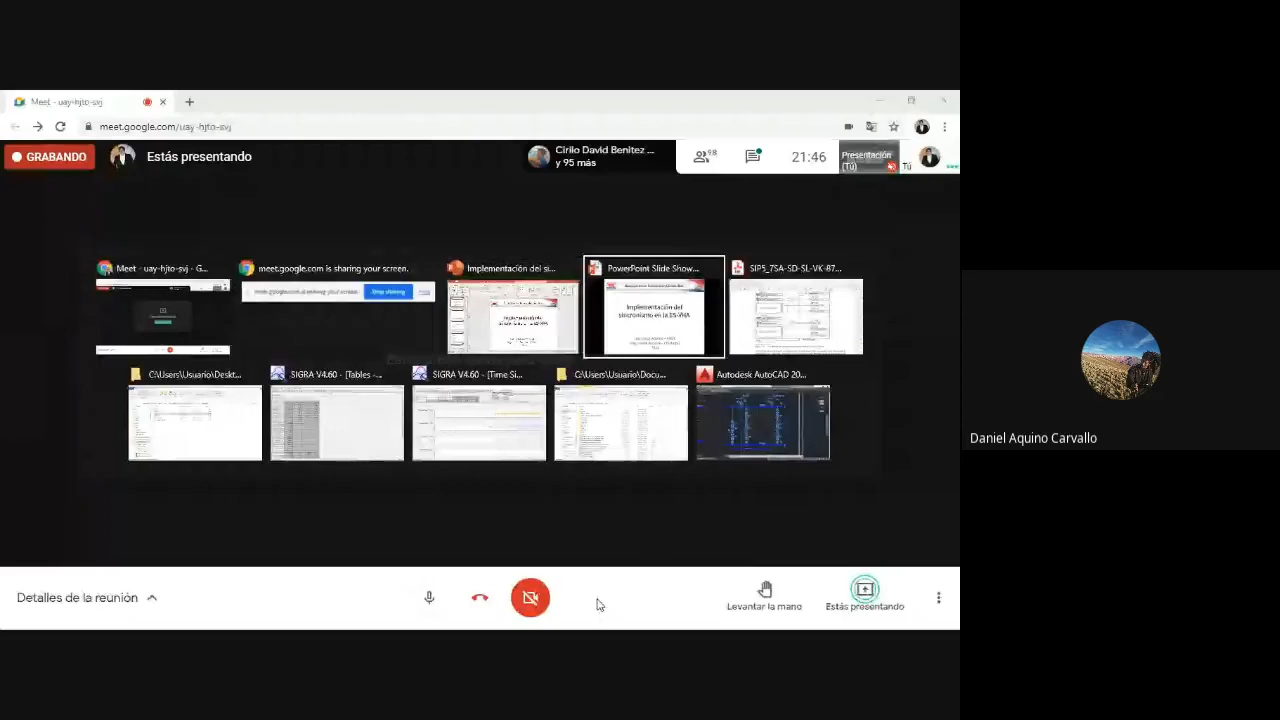 Meet - uay-hjto-svj
meet.google.com/uay-hjto-svj
GRABANDO
Estás presentando
Cirilo David Benitez ...
y 95 más
98
21:46
Presentación
(Tú)
Tú
Meet - uay-hjto-svj - G...
meet.google.com is sharing your screen.
Implementación del si...
PowerPoint Slide Show...
SIP5_7SA-SD-SL-VK-87...
Stop sharing
Implementación del
sincronismo en la ES-VHA
C:\Users\Usuario\Deskt...
SIGRA V4.60 - [Tables -...
SIGRA V4.60 - [Time Si...
C:\Users\Usuario\Docu...
Autodesk AutoCAD 20...
Daniel Aquino Carvallo
Detalles de la reunión
Levantar la mano
Estás presentando